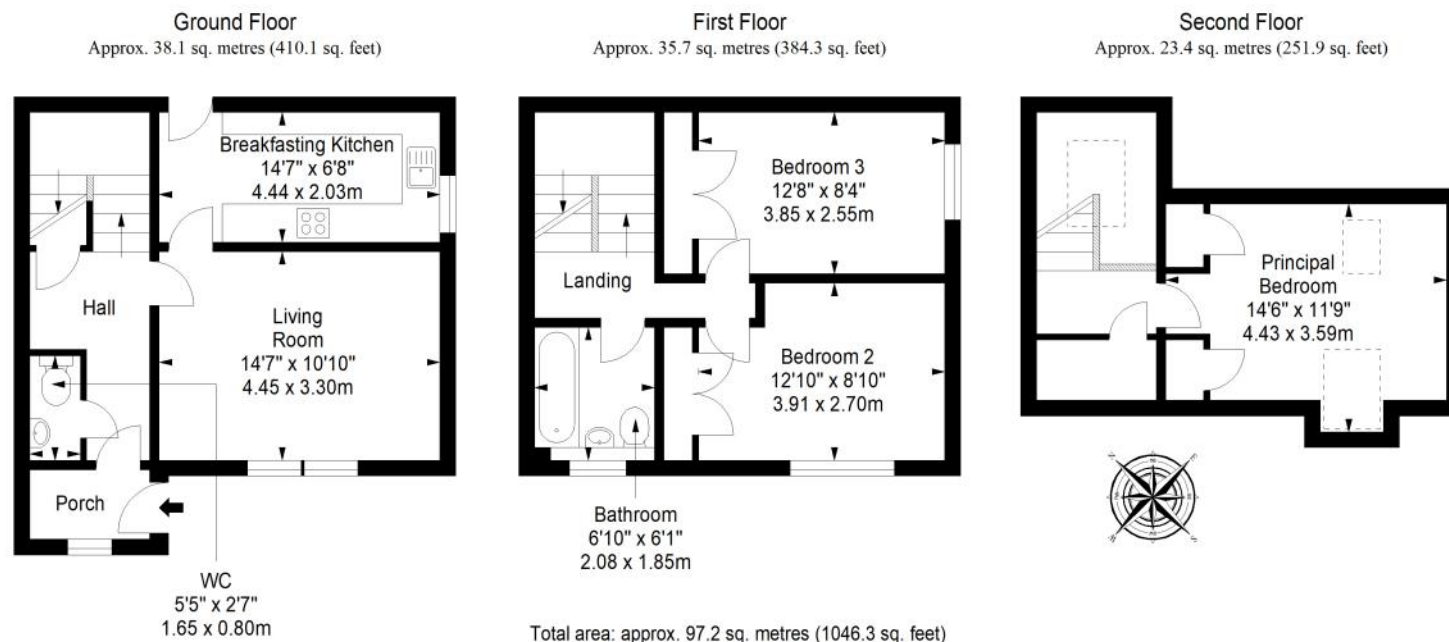 Ground Floor
Approx. 38.1 sq. metres (410.1 sq. feet)
Breakfasting Kitchen
14'7" x 6'8"
4.44 x 2.03m
Hall
Living
Room
14'7" x 10'10"
4.45 x 3.30m
Porch
WC
5'5" x 2'7"
1.65 x 0.80m
First Floor
Approx. 35.7 sq. metres (384.3 sq. feet)
Bedroom 3
12'8" x 8'4"
3.85 x 2.55m
Landing
Bedroom 2
12'10" x 8'10"
3.91 x 2.70m
Bathroom
6'10" x 6'1"
2.08 x 1.85m
Second Floor
Approx. 23.4 sq. metres (251.9 sq. feet)
Principal
Bedroom
14'6" x 11'9"
4.43 x 3.59m
N
E
W
S
Total area: approx. 97.2 sq. metres (1046.3 sq. feet)